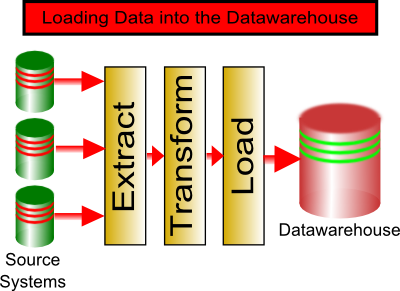 Loading Data into the Datawarehouse
Extract
Transform
Load
Source
Systems
Datawarehouse